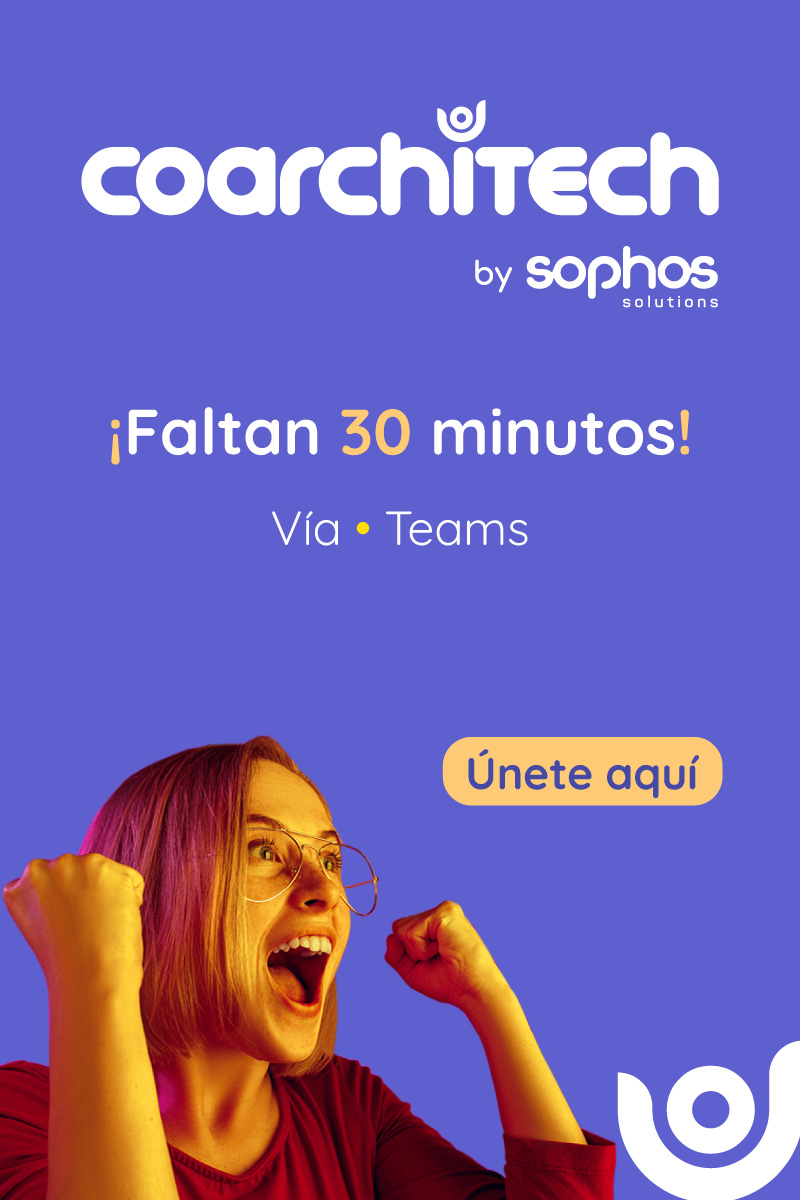 coarchitech
by sophos
solutions
¡Faltan 30 minutos!
Vía • Teams
Únete aquí